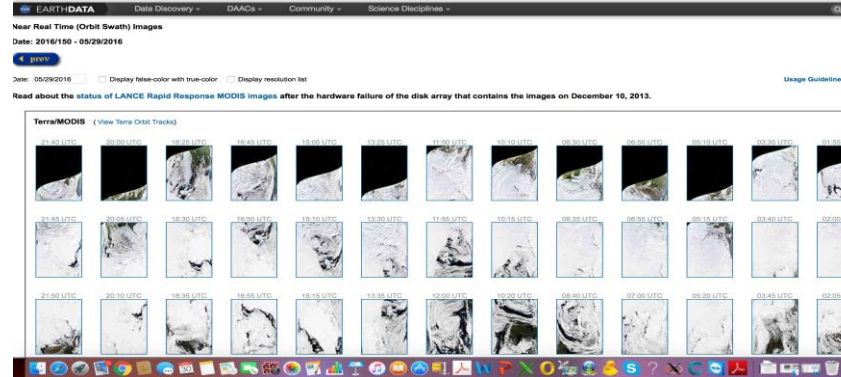 EARTHDATA Data Discovery DAACs Community Science Disciplines
Near Real Time (Orbit Swath) Images
Date: 2016/150 - 05/29/2016
prev
Date: 05/29/2016 Display false-color with true-color Display resolution list Usage Guideline
Read about the status of LANCE Rapid Response MODIS images after the hardware failure of the disk array that contains the images on December 10, 2013.
Terra/MODIS (View Terra Orbit Tracks)
21:40 UTC 20:00 UTC 18:25 UTC 16:45 UTC 15:05 UTC 13:25 UTC 11:50 UTC 10:10 UTC 08:30 UTC 06:50 UTC 05:10 UTC 03:35 UTC 01:55
21:45 UTC 20:05 UTC 18:30 UTC 16:50 UTC 15:10 UTC 13:30 UTC 11:55 UTC 10:15 UTC 08:35 UTC 06:55 UTC 05:15 UTC 03:40 UTC 02:00
21:50 UTC 20:10 UTC 18:35 UTC 16:55 UTC 15:15 UTC 13:35 UTC 12:00 UTC 10:20 UTC 08:40 UTC 07:00 UTC 05:20 UTC 03:45 UTC 02:05